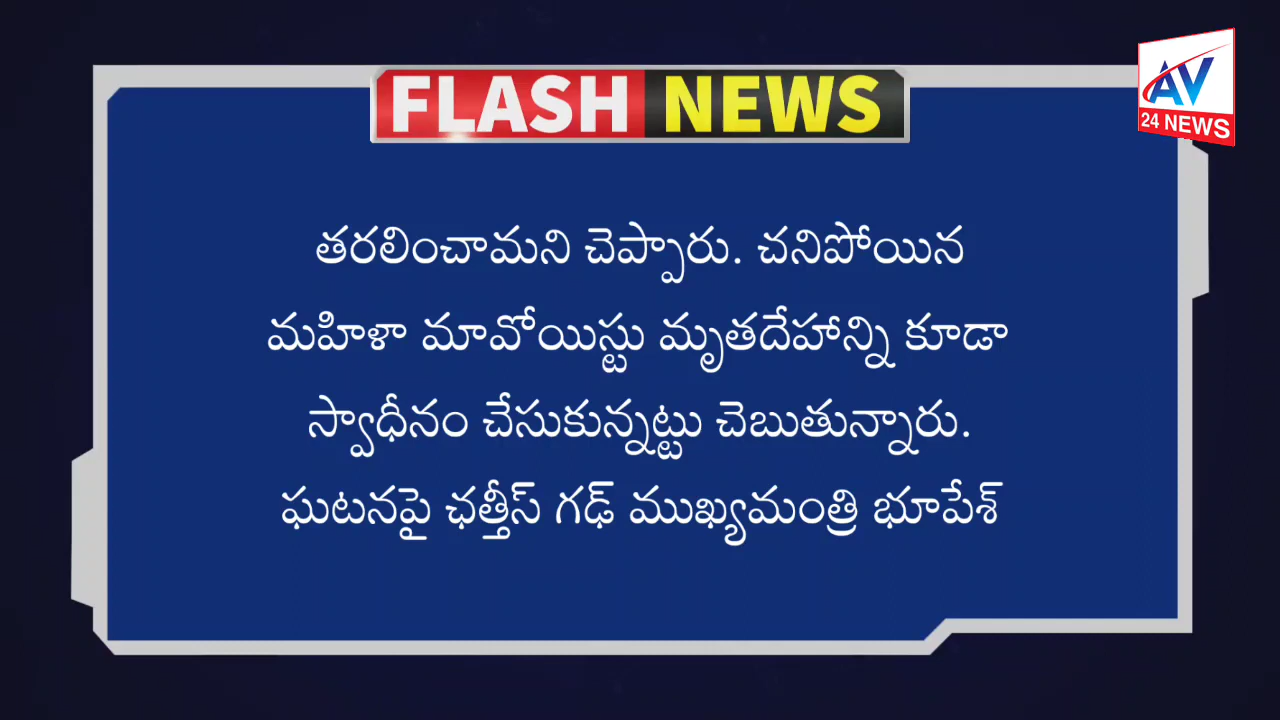 FLASH NEWS
AV
24 NEWS
తరలించామని చెప్పారు. చనిపోయిన
మహిళా మావోయిస్టు మృతదేహాన్ని కూడా
స్వాధీనం చేసుకున్నట్టు చెబుతున్నారు.
ఘటనపై ఛత్తీస్ గఢ్ ముఖ్యమంత్రి భూపేశ్